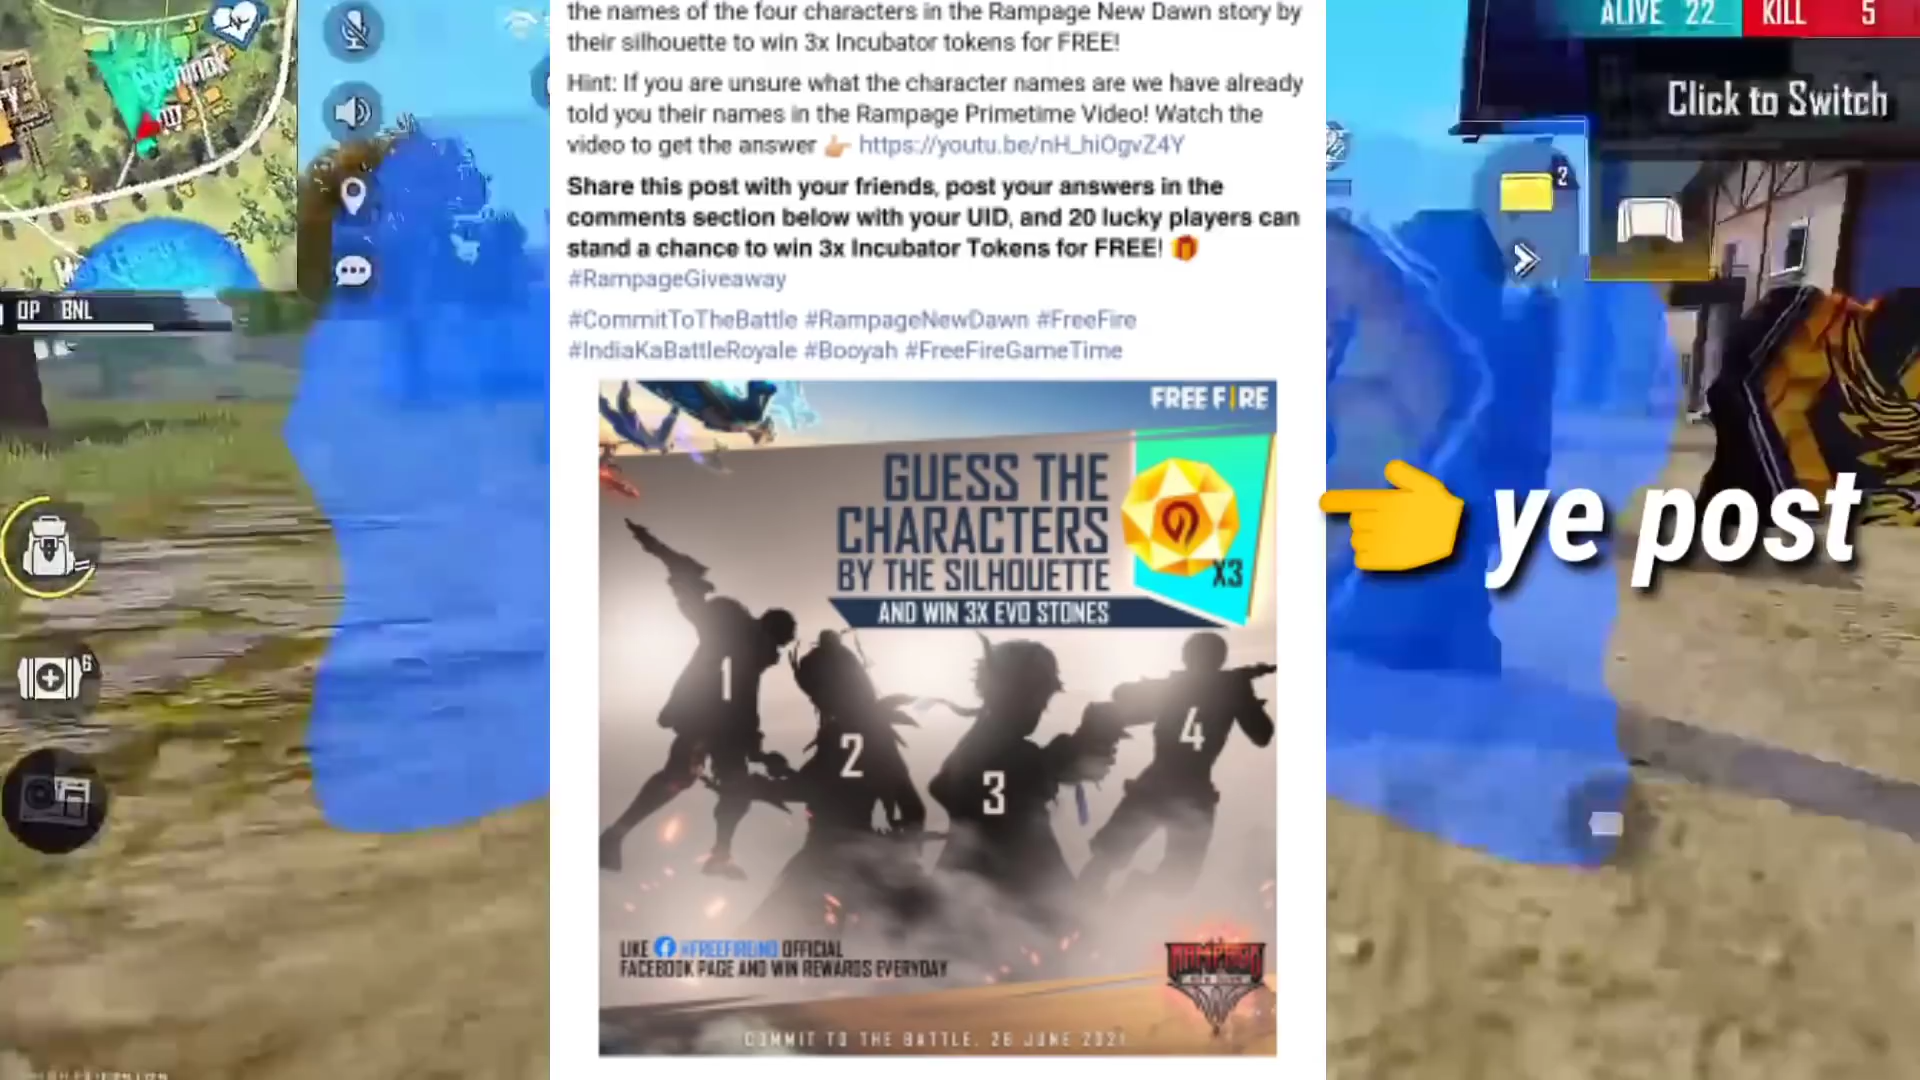 the names of the four characters in the Rampage New Dawn story by
their silhouette to win 3x Incubator tokens for FREE!
Hint: If you are unsure what the character names are we have already
told you their names in the Rampage Primetime Video! Watch the
video to get the answer 👉🏼 https://youtu.be/nH_hiOgvZ4Y
Share this post with your friends, post your answers in the
comments section below with your UID, and 20 lucky players can
stand a chance to win 3x Incubator Tokens for FREE! 🎁
#RampageGiveaway
#CommitToTheBattle #RampageNewDawn #FreeFire
#IndiaKaBattleRoyale #Booyah #FreeFireGameTime
FREE FIRE
GUESS THE
CHARACTERS
BY THE SILHOUETTE
AND WIN 3X EVO STONES
X3
1
2
3
4
LIKE @FREEFIREIND OFFICIAL
FACEBOOK PAGE AND WIN REWARDS EVERYDAY
RAMPAGE
NEW DAWN
COMMIT TO THE BATTLE, 26 JUNE 2021
OP BNL
6
ALIVE 22 KILL 5
Click to Switch
2
👈 ye post